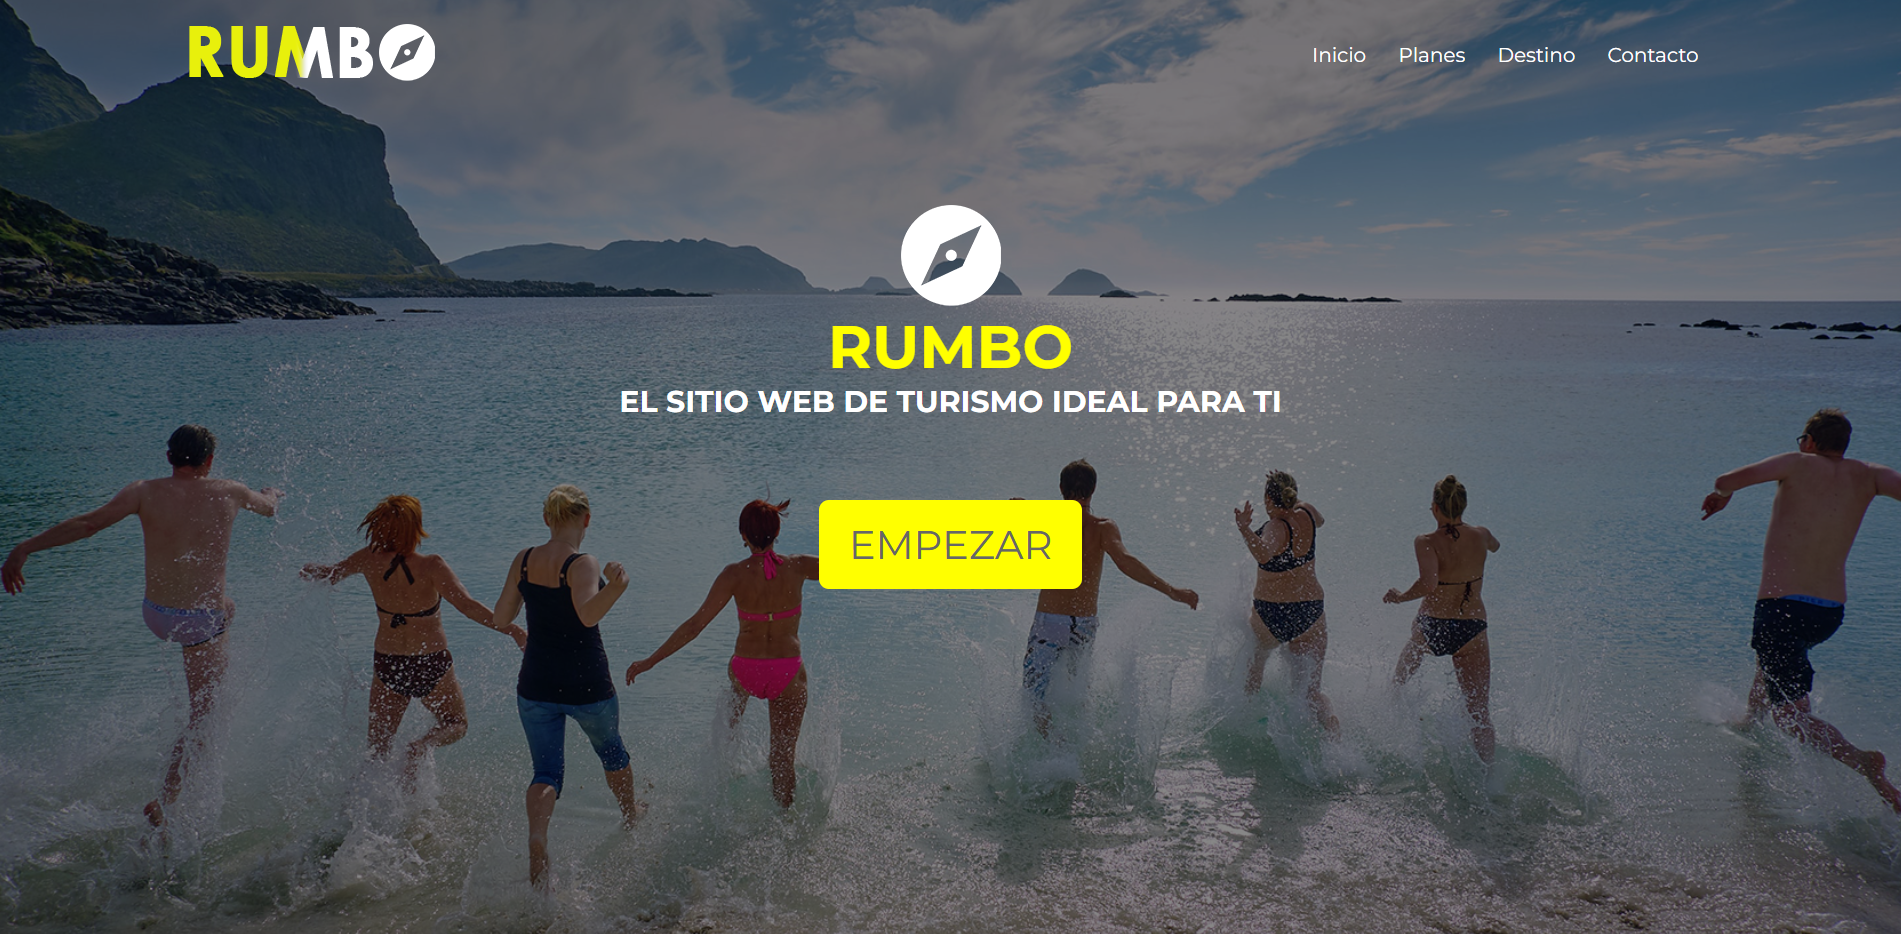 RUMBO
Inicio Planes Destino Contacto
RUMBO
EL SITIO WEB DE TURISMO IDEAL PARA TI
EMPEZAR